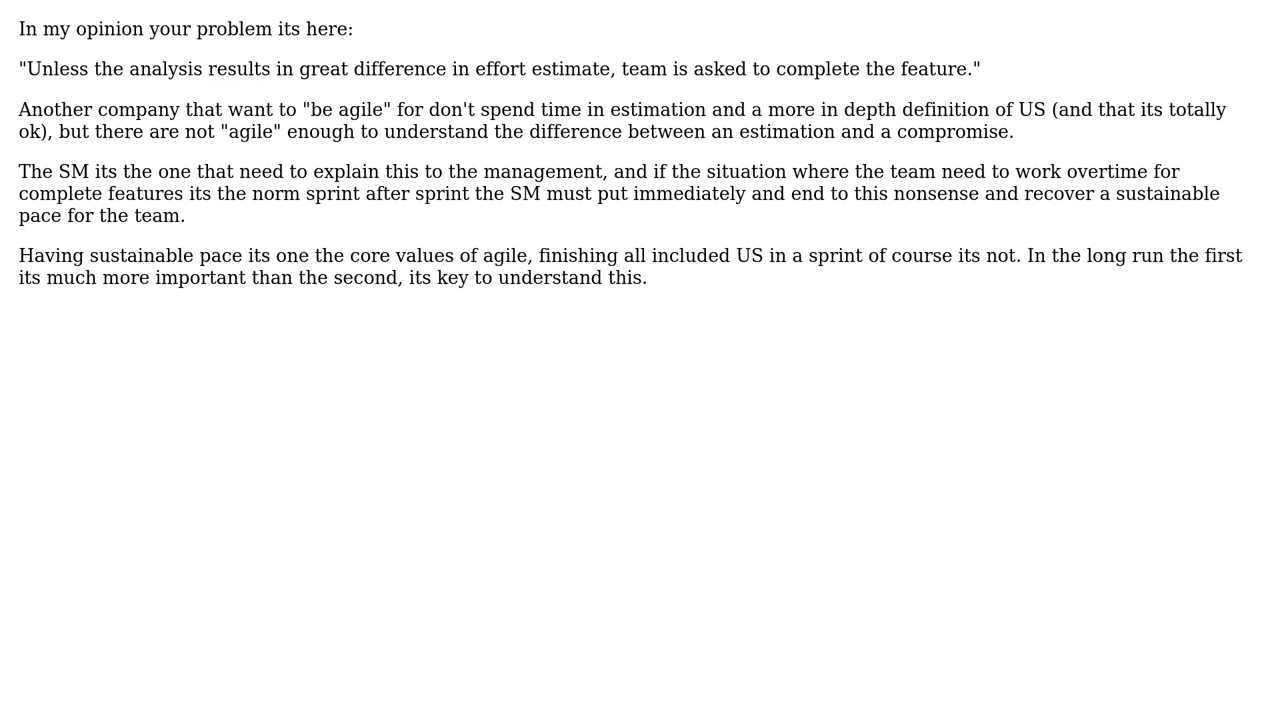 In my opinion your problem its here:
"Unless the analysis results in great difference in effort estimate, team is asked to complete the feature."
Another company that want to "be agile" for don't spend time in estimation and a more in depth definition of US (and that its totally
ok), but there are not "agile" enough to understand the difference between an estimation and a compromise.
The SM its the one that need to explain this to the management, and if the situation where the team need to work overtime for
complete features its the norm sprint after sprint the SM must put immediately and end to this nonsense and recover a sustainable
pace for the team.
Having sustainable pace its one the core values of agile, finishing all included US in a sprint of course its not. In the long run the first
its much more important than the second, its key to understand this.